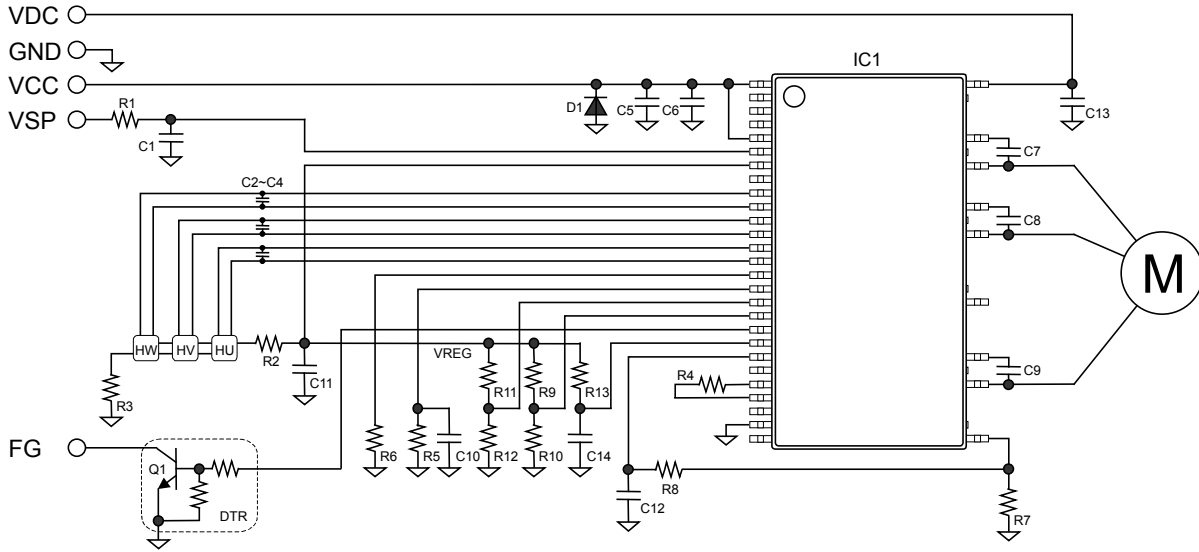 VDC
GND
VCC
VSP
R1
C1
D1
C5
C6
IC1
C13
C7
C8
C9
M
C2~C4
HW
HV
HU
R2
R3
C11
VREG
R11
R9
R13
R4
R6
R5
C10
R12
R10
C14
C12
R8
R7
FG
Q1
DTR